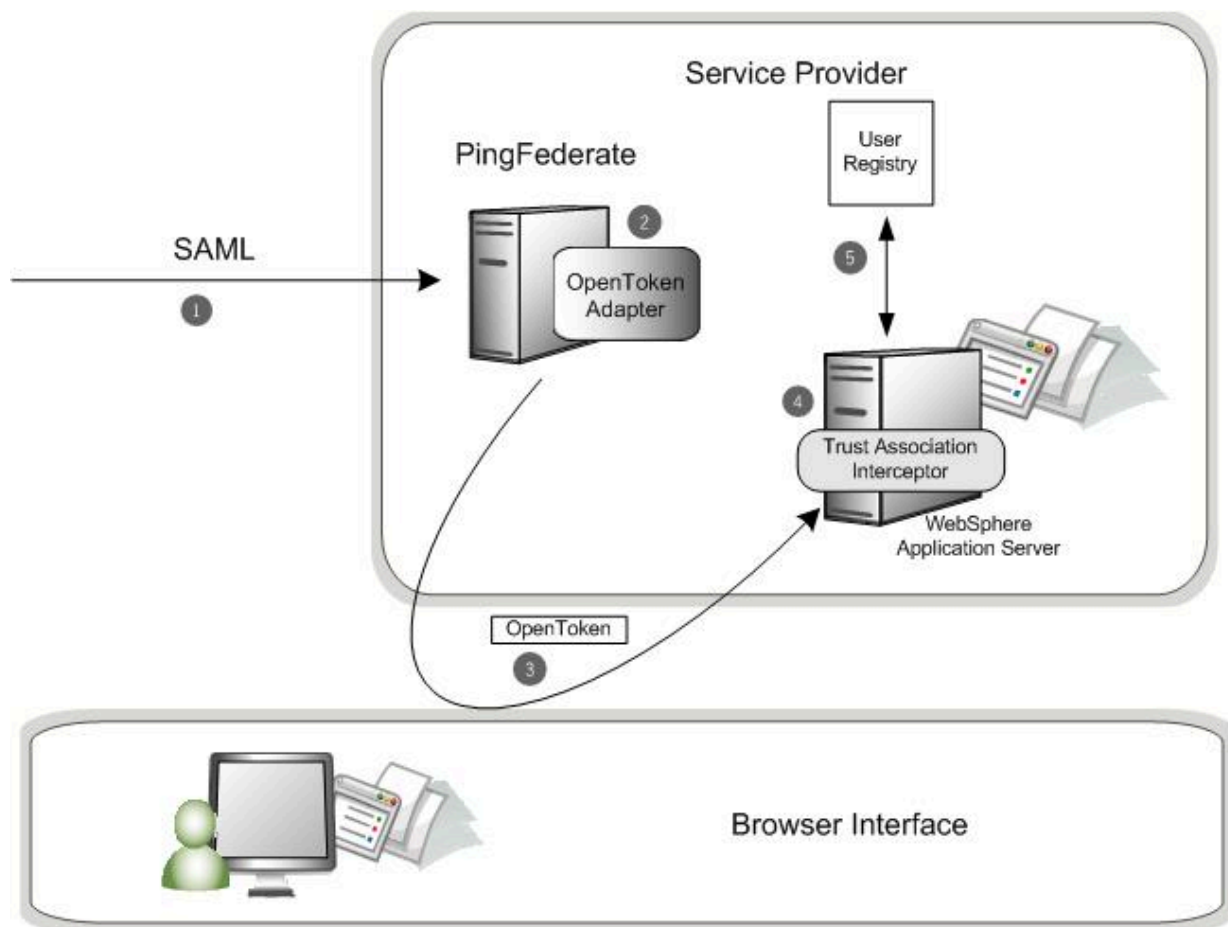 Service Provider
User
Registry
PingFederate
2
SAML
5
OpenToken
Adapter
1
4
Trust Association
Interceptor
WebSphere
Application Server
OpenToken
3
Browser Interface